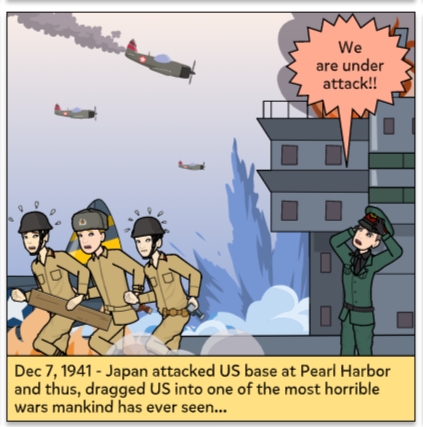 We
are under
attack!!
Dec 7, 1941 - Japan attacked US base at Pearl Harbor
and thus, dragged US into one of the most horrible
wars mankind has ever seen...